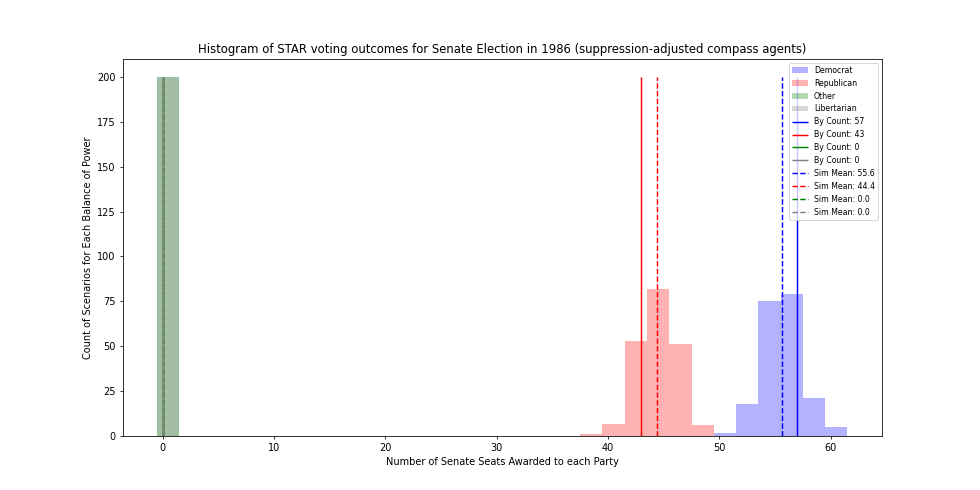 Histogram of STAR voting outcomes for Senate Election in 1986 (suppression-adjusted compass agents)
Democrat
Republican
Other
Libertarian
By Count: 57
By Count: 43
By Count: 0
By Count: 0
Sim Mean: 55.6
Sim Mean: 44.4
Sim Mean: 0.0
Sim Mean: 0.0
Count of Scenarios for Each Balance of Power
200
175
150
125
100
75
50
25
0
0
10
20
30
40
50
60
Number of Senate Seats Awarded to each Party